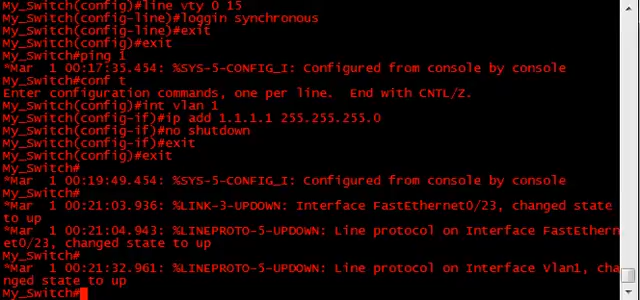 My_Switch(config)#line vty 0 15
My_Switch(config-line)#loggin synchronous
My_Switch(config-line)#exit
My_Switch(config)#exit
My_Switch#ping 1
*Mar  1 00:17:35.454: %SYS-5-CONFIG_I: Configured from console by console
My_Switch#conf t
Enter configuration commands, one per line.  End with CNTL/Z.
My_Switch(config)#int vlan 1
My_Switch(config-if)#ip add 1.1.1.1 255.255.255.0
My_Switch(config-if)#no shutdown
My_Switch(config-if)#exit
My_Switch(config)#exit
My_Switch#
*Mar  1 00:19:49.454: %SYS-5-CONFIG_I: Configured from console by console
My_Switch#
*Mar  1 00:21:03.936: %LINK-3-UPDOWN: Interface FastEthernet0/23, changed state
to up
*Mar  1 00:21:04.943: %LINEPROTO-5-UPDOWN: Line protocol on Interface FastEthern
et0/23, changed state to up
My_Switch#
*Mar  1 00:21:32.961: %LINEPROTO-5-UPDOWN: Line protocol on Interface Vlan1, cha
nged state to up
My_Switch#